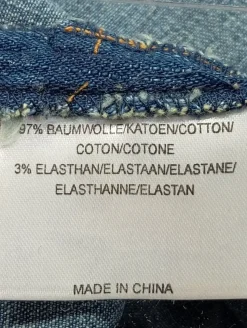 97% BAUMWOLLE/KATOEN/COTTON/
COTON/COTONE
3% ELASTHAN/ELASTAAN/ELASTANE/
ELASTHANNE/ELASTAN
MADE IN CHINA